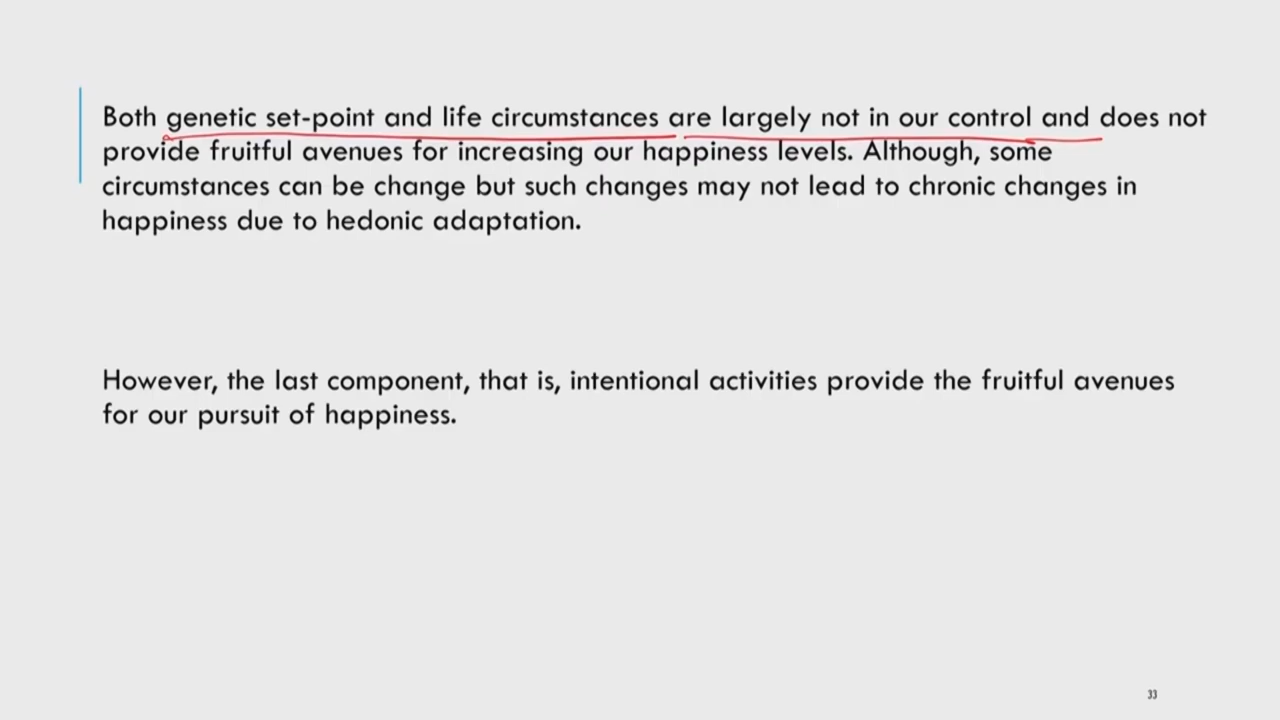 Both genetic set-point and life circumstances are largely not in our control and does not
provide fruitful avenues for increasing our happiness levels. Although, some
circumstances can be change but such changes may not lead to chronic changes in
happiness due to hedonic adaptation.
However, the last component, that is, intentional activities provide the fruitful avenues
for our pursuit of happiness.
33